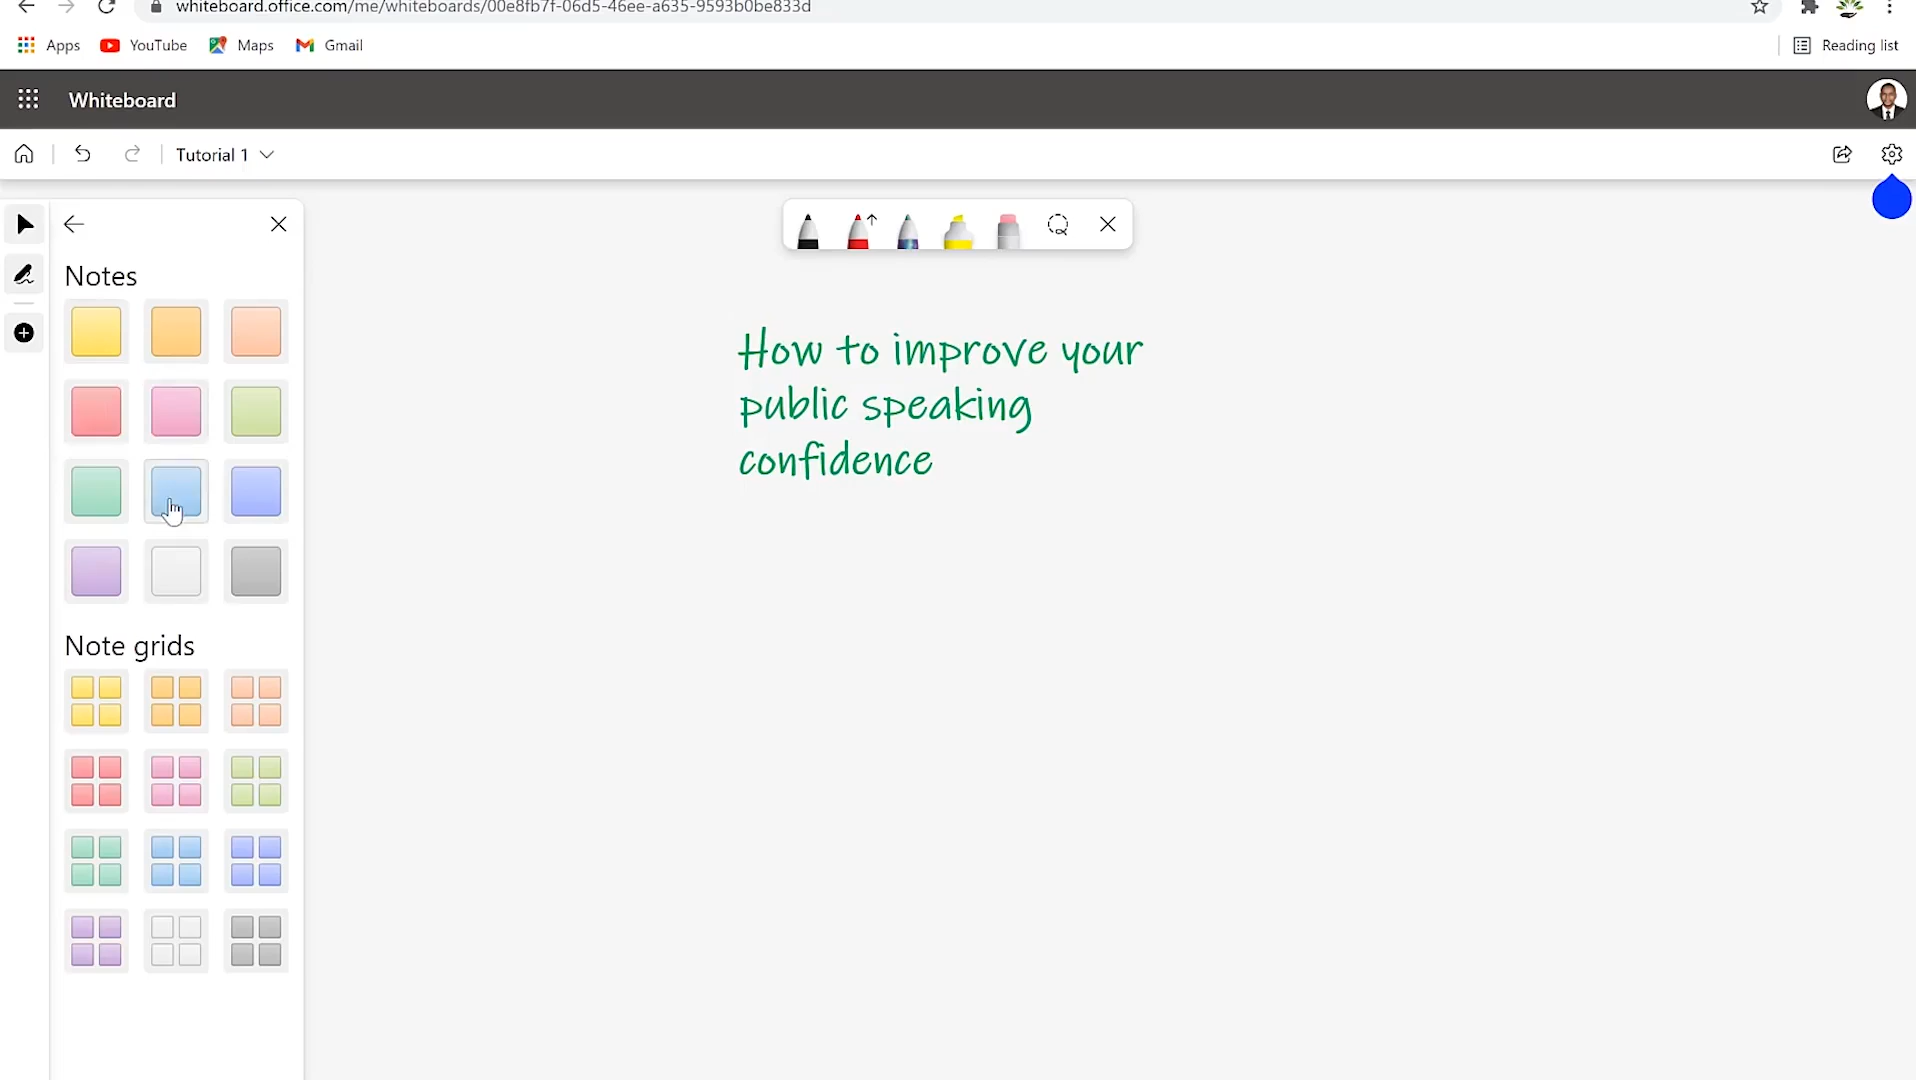 whiteboard.office.com/me/whiteboards/00e8fb7f-06d5-46ee-a635-9593b0be833d
Apps YouTube Maps Gmail Reading list
Whiteboard
Tutorial 1
Notes
How to improve your
public speaking
confidence
Note grids